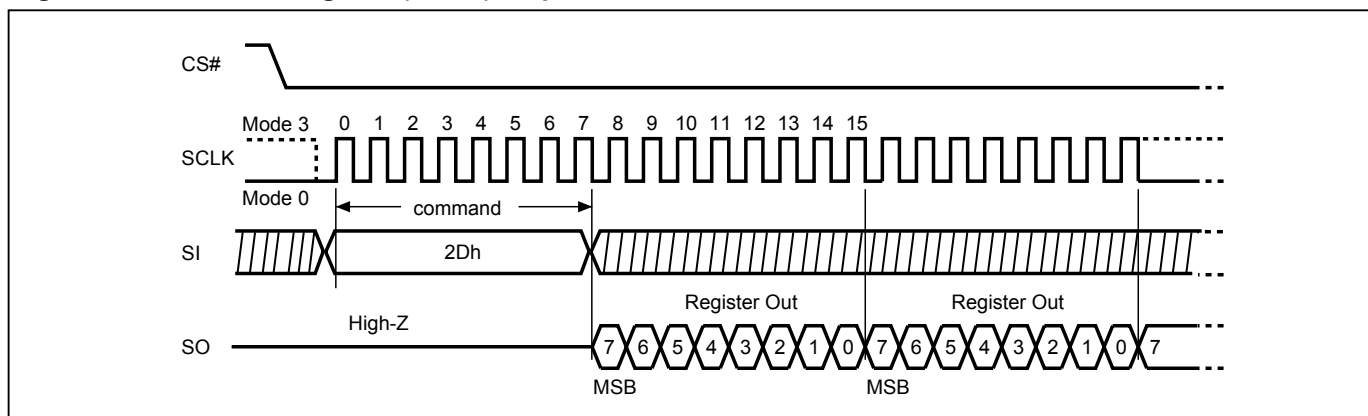 CS#
Mode 3 0 1 2 3 4 5 6 7 8 9 10 11 12 13 14 15
SCLK
Mode 0
command
SI 2Dh
Register Out Register Out
High-Z
SO 7 6 5 4 3 2 1 0 7 6 5 4 3 2 1 0 7
MSB MSB